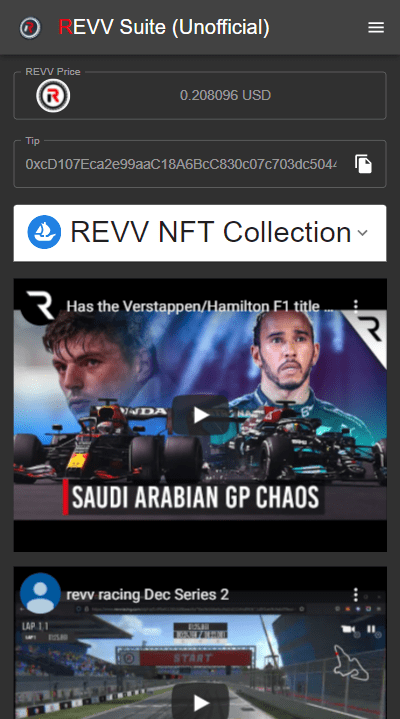 REVV Suite (Unofficial)
REVV Price
0.208096 USD
Tip
0xcD107Eca2e99aaC18A6BcC830c07c703dc5044
REVV NFT Collection
Has the Verstappen/Hamilton F1 title ...
HONDA
SAUDI ARABIAN GP CHAOS
revv racing Dec Series 2
LAP 1.1
START